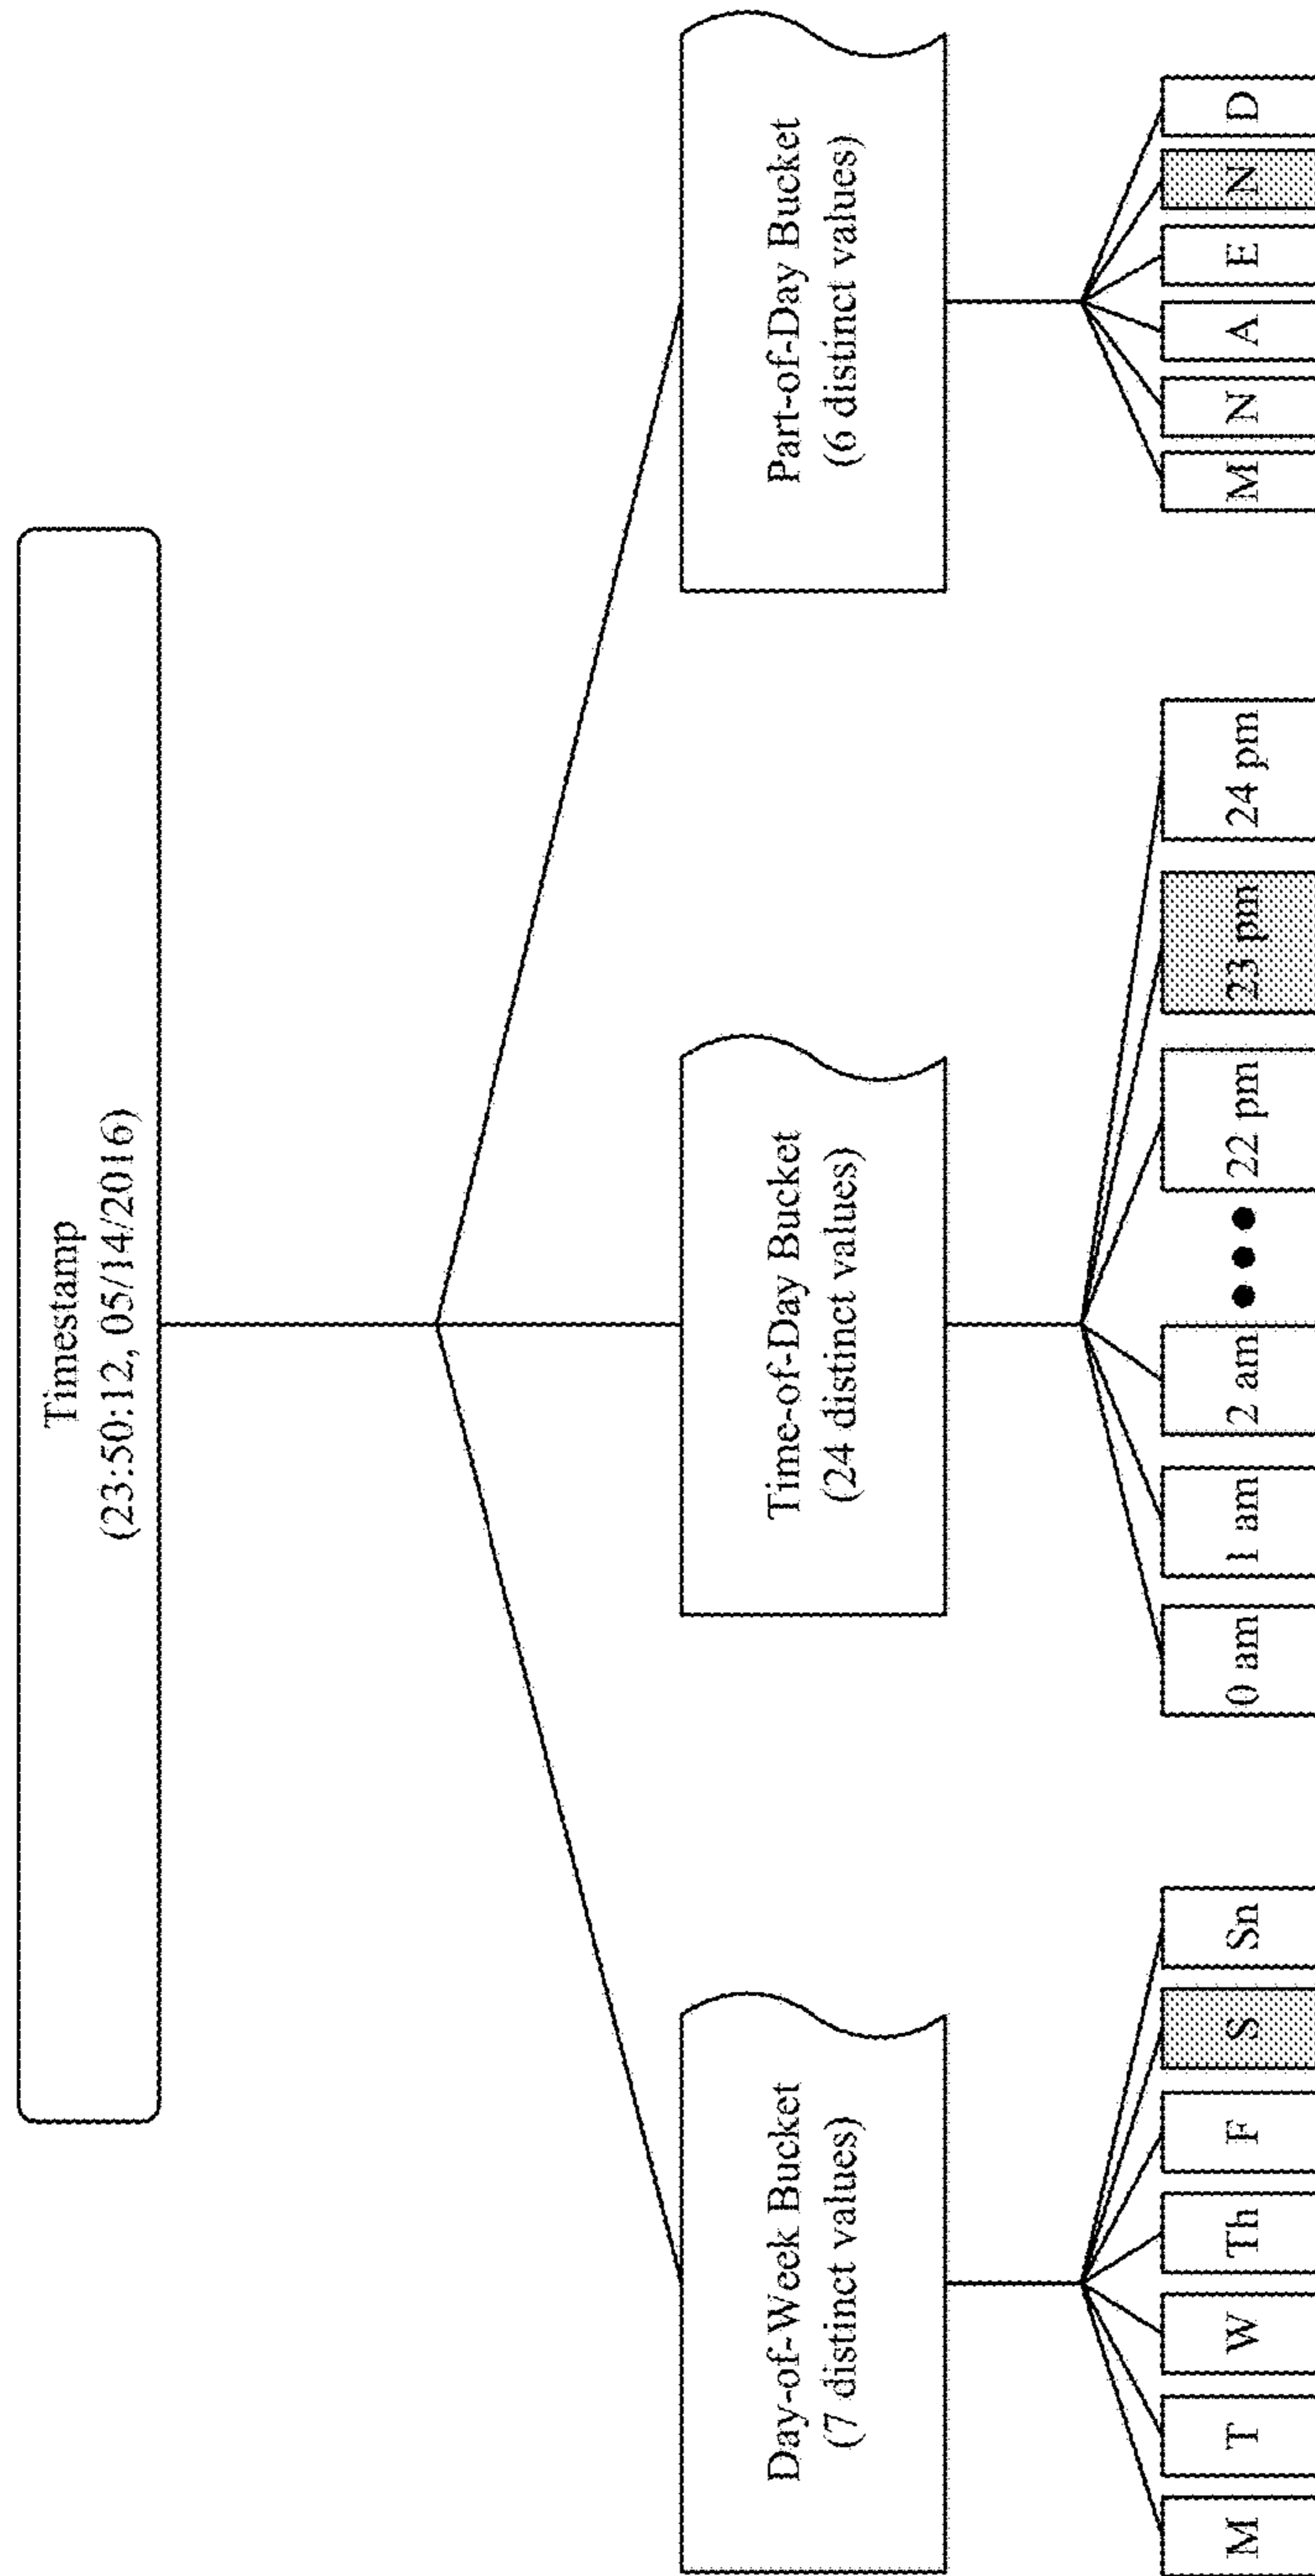 Timestamp
(23:50:12, 05/14/2016)
Day-of-Week Bucket
(7 distinct values)
Time-of-Day Bucket
(24 distinct values)
Part-of-Day Bucket
(6 distinct values)
M
T
W
Th
F
S
Sn
0 am
1 am
2 am
22 pm
23 pm
24 pm
M
N
A
E
N
D